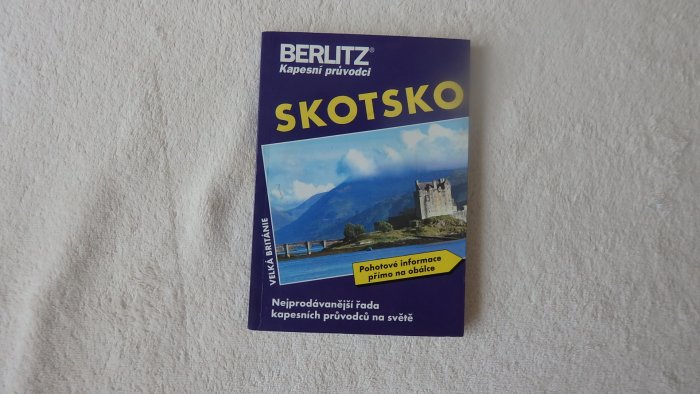 BERLITZ®
Kapesní průvodci
SKOTSKO
VELKÁ BRITÁNIE
Pohotové informace
přímo na obálce
Nejprodávanější řada
kapesních průvodců na světě